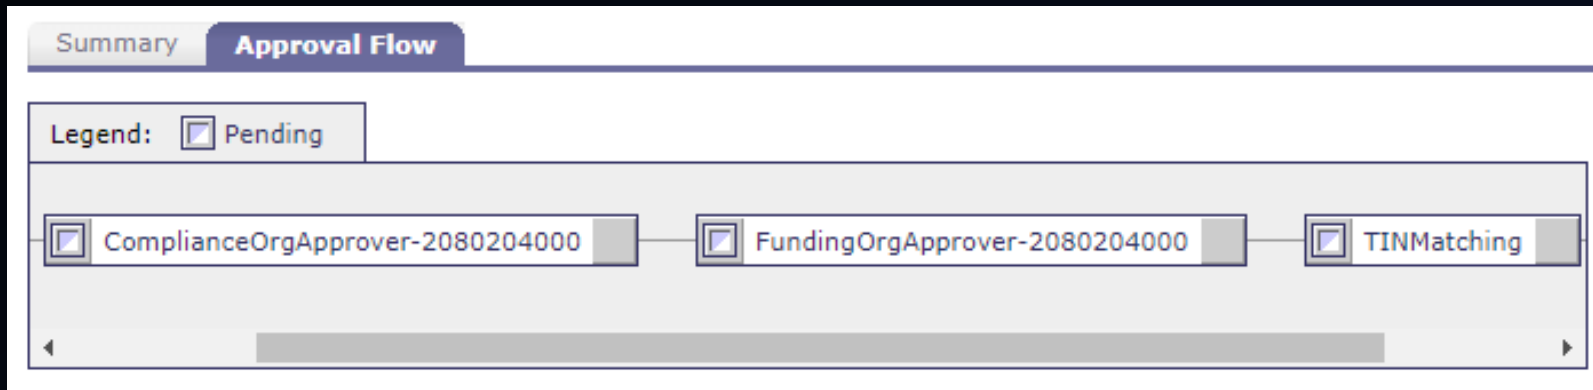 Summary Approval Flow
Legend: Pending
ComplianceOrgApprover-2080204000 FundingOrgApprover-2080204000 TINMatching